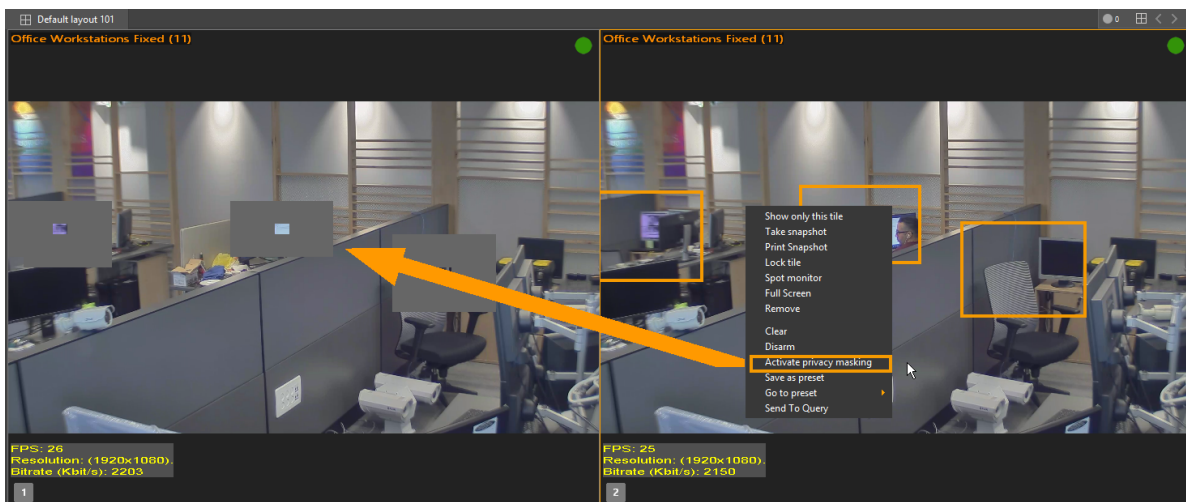 Default layout 101
0
Office Workstations Fixed (11)
FPS: 26
Resolution: (1920x1080).
Bitrate (Kbit/s): 2203
1
Office Workstations Fixed (11)
Show only this tile
Take snapshot
Print Snapshot
Lock tile
Spot monitor
Full Screen
Remove
Clear
Disarm
Activate privacy masking
Save as preset
Go to preset
Send To Query
FPS: 25
Resolution: (1920x1080).
Bitrate (Kbit/s): 2150
2